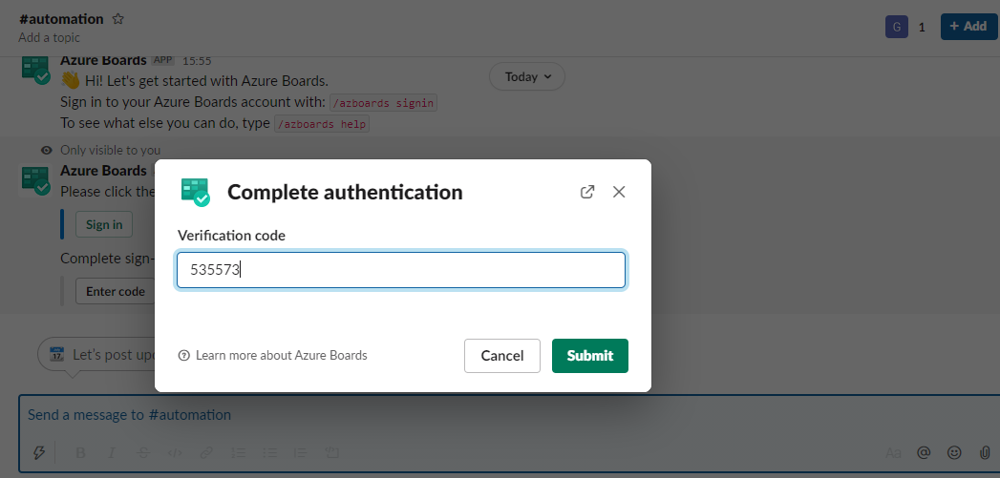 #automation
Add a topic
G 1 + Add
Azure Boards APP 15:55
Hi! Let's get started with Azure Boards.
Today
Sign in to your Azure Boards account with: /azboards signin
To see what else you can do, type /azboards help
Only visible to you
Azure Boards
Please click the
Sign in
Complete sign-
Enter code
Complete authentication
Verification code
535573
Learn more about Azure Boards
Cancel
Submit
17 Let's post up
Send a message to #automation
B I S </> Aa @